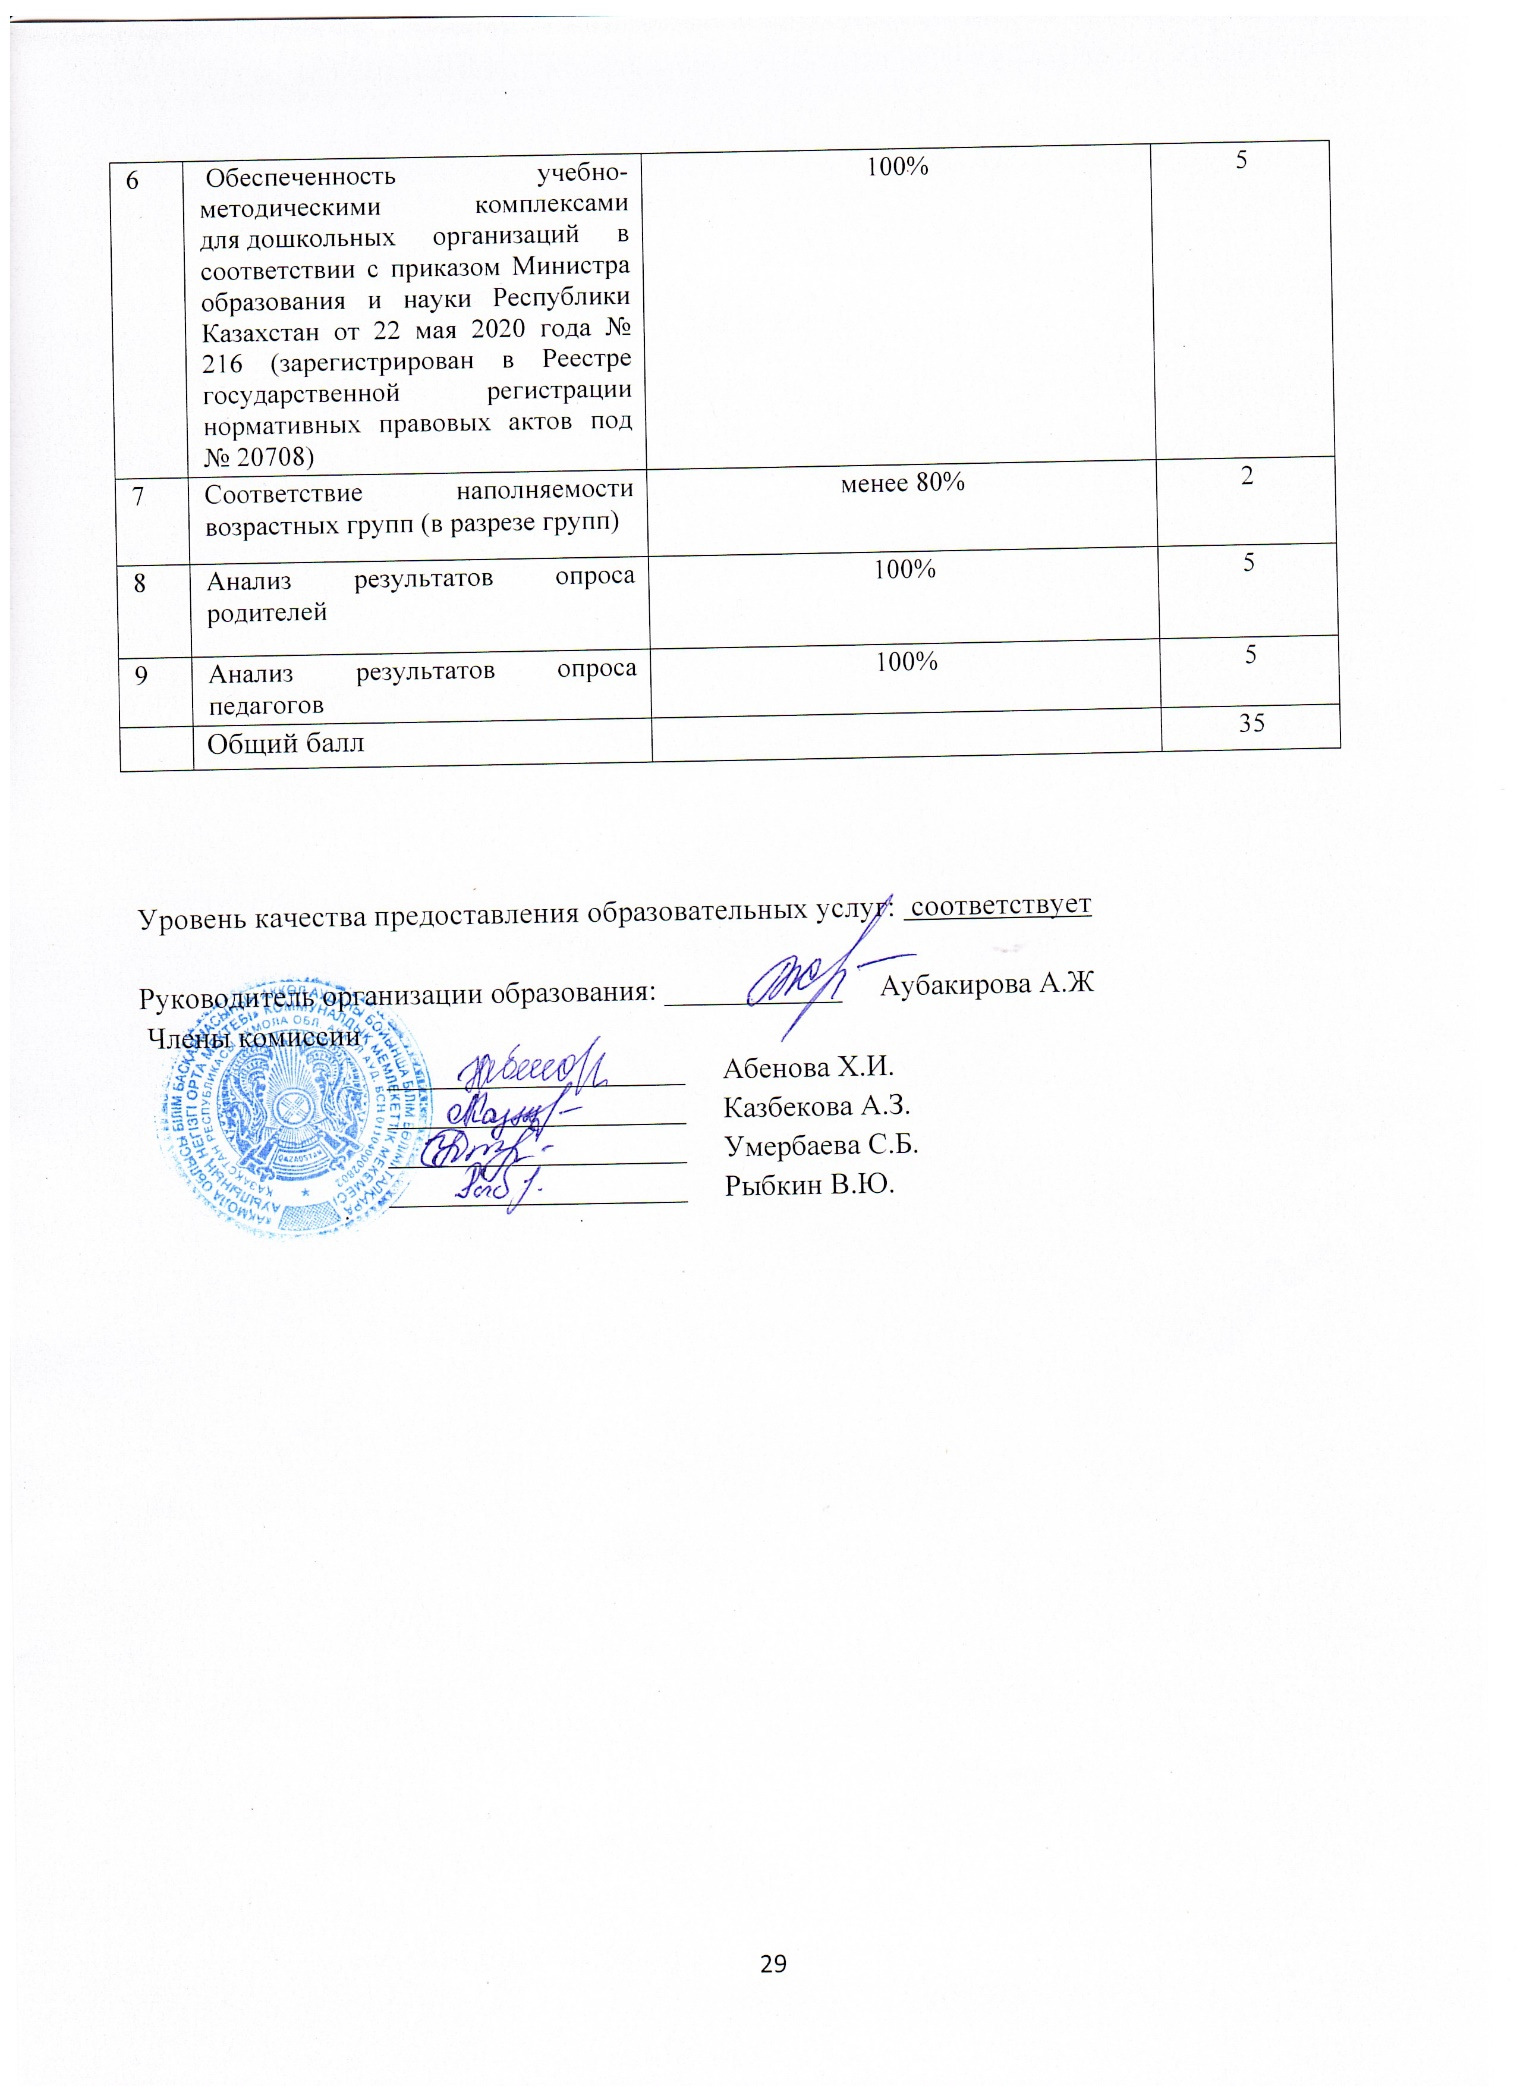 6 Обеспеченность учебно- 100% 5
методическими комплексами
для дошкольных организаций в
соответствии с приказом Министра
образования и науки Республики
Казахстан от 22 мая 2020 года №
216 (зарегистрирован в Реестре
государственной регистрации
нормативных правовых актов под
№ 20708)
7 Соответствие наполняемости менее 80% 2
возрастных групп (в разрезе групп)
8 Анализ результатов опроса 100% 5
родителей
9 Анализ результатов опроса 100% 5
педагогов
Общий балл 35
Уровень качества предоставления образовательных услуг: соответствует
Руководитель организации образования: Аубакирова А.Ж
Члены комиссии
Абенова Х.И.
Казбекова А.З.
Умербаева С.Б.
Рыбкин В.Ю.
QAZAQSTAN
29